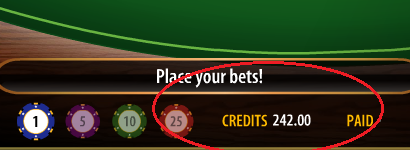 Place your bets!
1 5 10 25 CREDITS 242.00 PAID